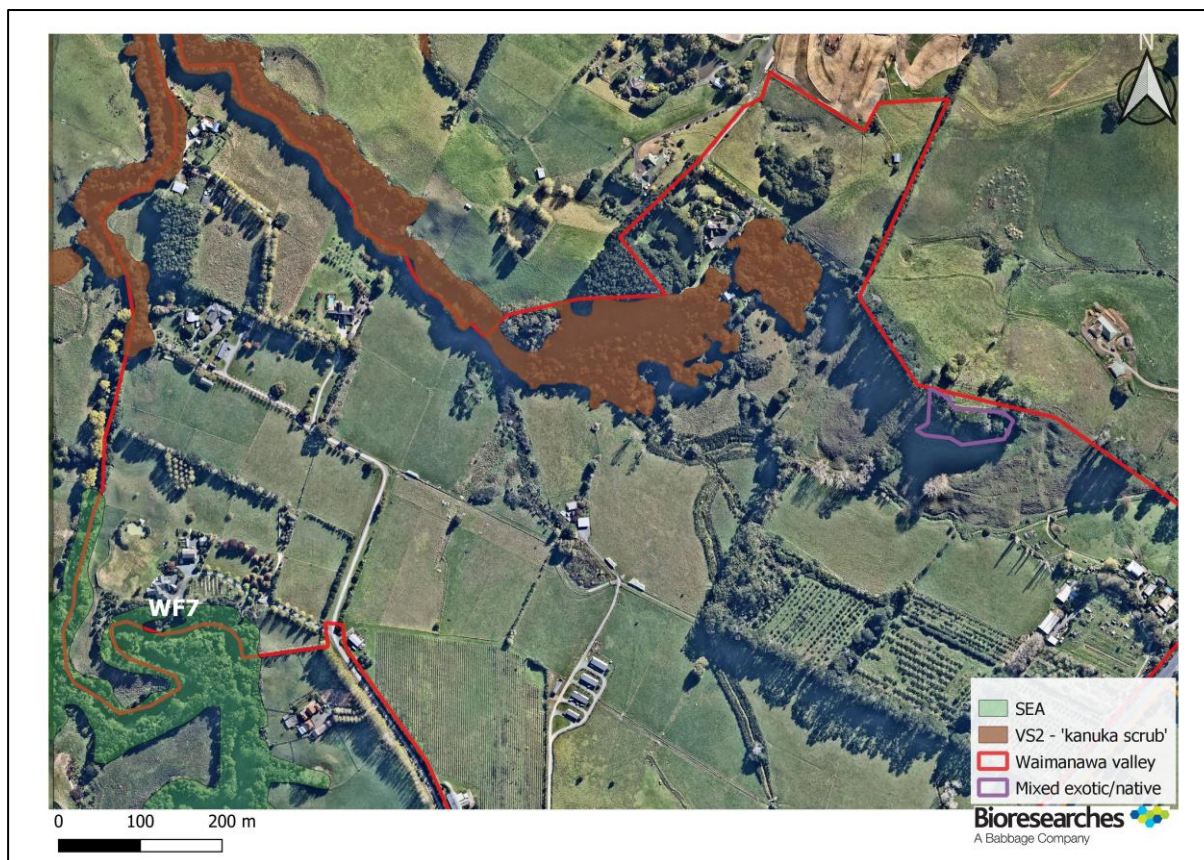 N
WF7
SEA
VS2 - 'kanuka scrub'
Waimanawa valley
Mixed exotic/native
Bioresearches
A Babbage Company
0 100 200 m